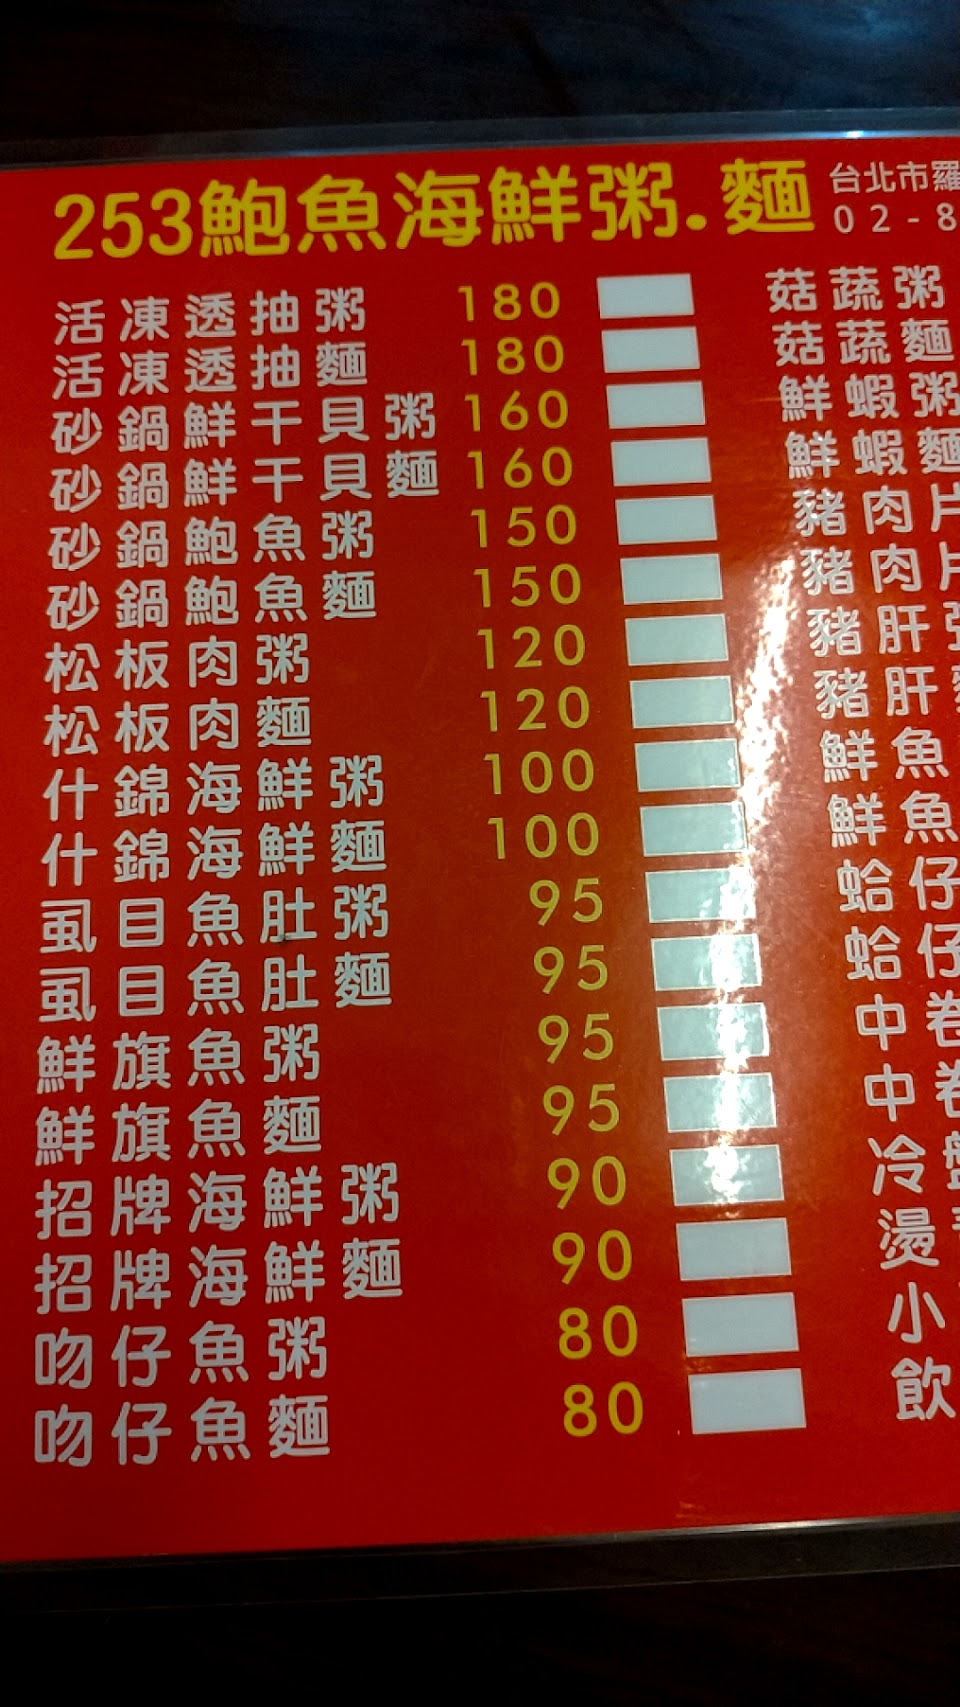 253鮑魚海鮮粥.麵
台北市羅
02-8
活凍透抽粥 180
活凍透抽麵 180
砂鍋鮮干貝粥 160
砂鍋鮮干貝麵 160
砂鍋鮑魚粥 150
砂鍋鮑魚麵 150
松板肉粥 120
松板肉麵 120
什錦海鮮粥 100
什錦海鮮麵 100
虱目魚肚粥 95
虱目魚肚麵 95
鮮旗魚粥 95
鮮旗魚麵 95
招牌海鮮粥 90
招牌海鮮麵 90
吻仔魚粥 80
吻仔魚麵 80
菇蔬粥
菇蔬麵
鮮蝦粥
鮮蝦麵
豬肉片
豬肉片
豬肝
豬肝
鮮魚
鮮魚
蛤仔
蛤仔
中卷
中卷
冷
燙
小
飲